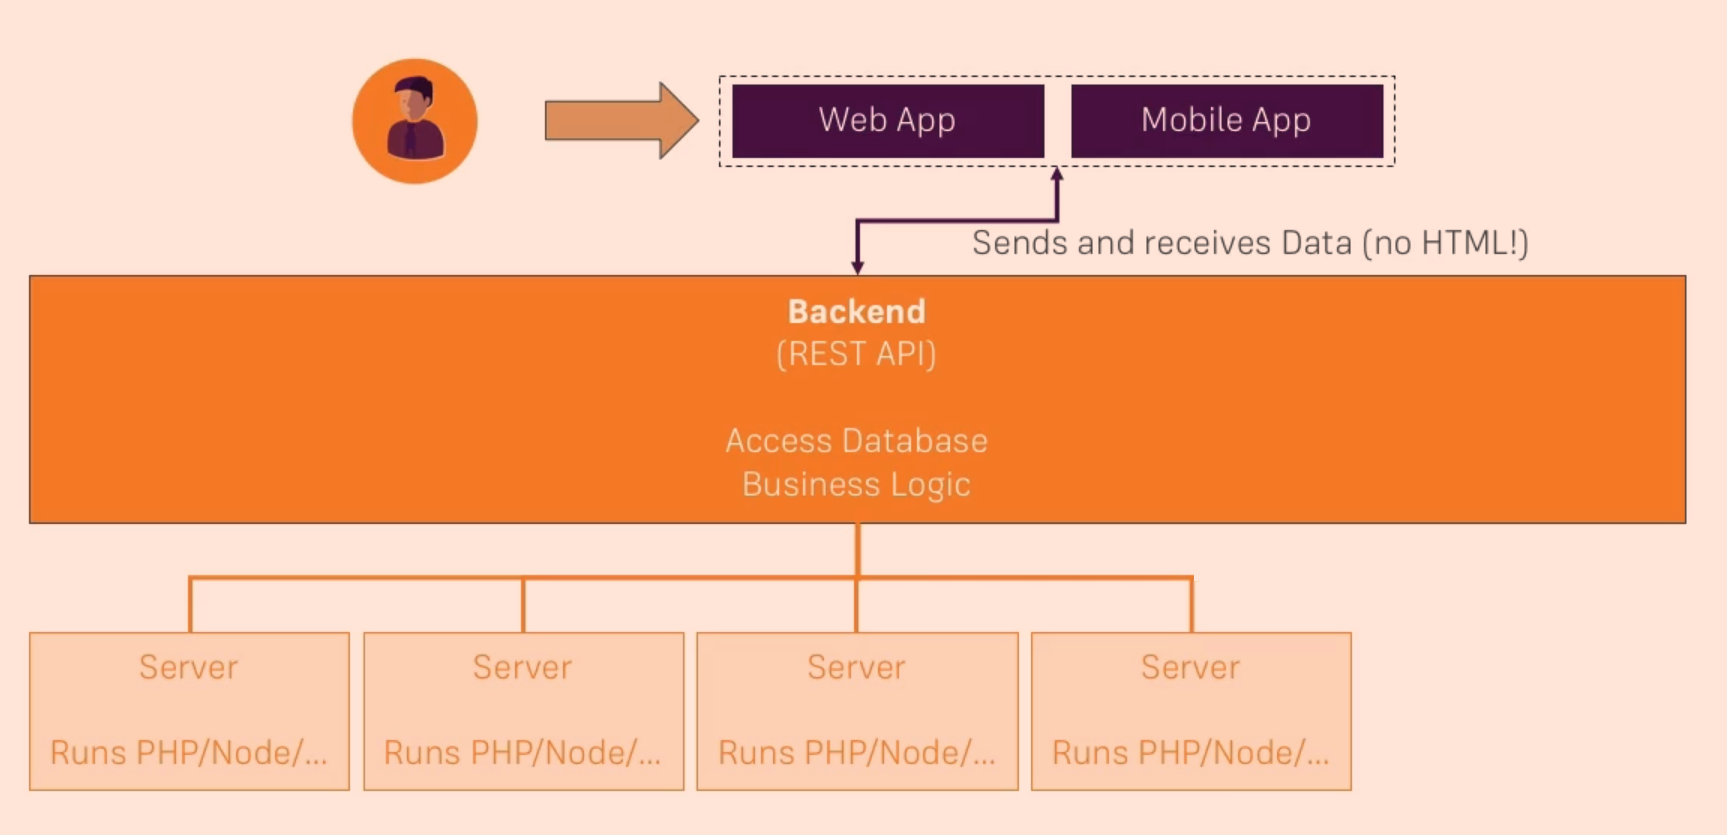 Web App
Mobile App
Sends and receives Data (no HTML!)
Backend
(REST API)
Access Database
Business Logic
Server
Runs PHP/Node/...
Server
Runs PHP/Node/...
Server
Runs PHP/Node/...
Server
Runs PHP/Node/...